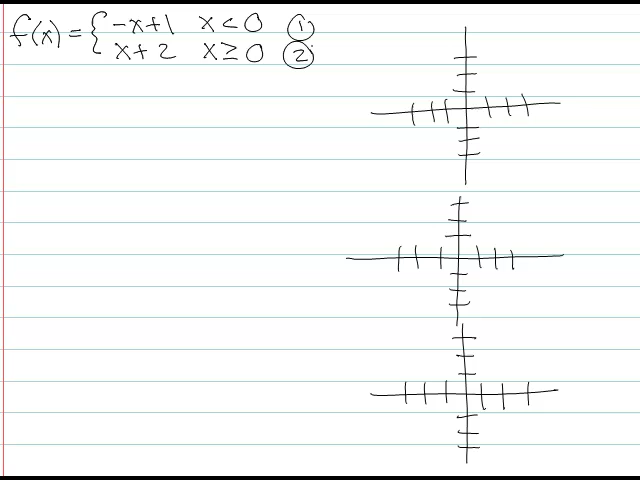 f(x) = { -x+1 x < 0 ①
x + 2 x ≥ 0 ②